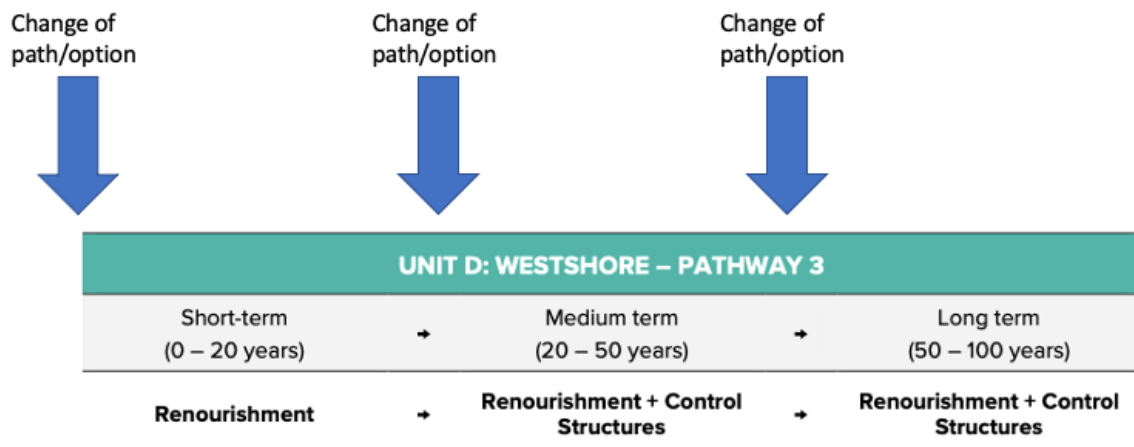 Change of
path/option
Change of
path/option
Change of
path/option
UNIT D: WESTSHORE – PATHWAY 3
Short-term
(0 – 20 years)
➔
Medium term
(20 – 50 years)
➔
Long term
(50 – 100 years)
Renourishment
➔
Renourishment + Control
Structures
➔
Renourishment + Control
Structures